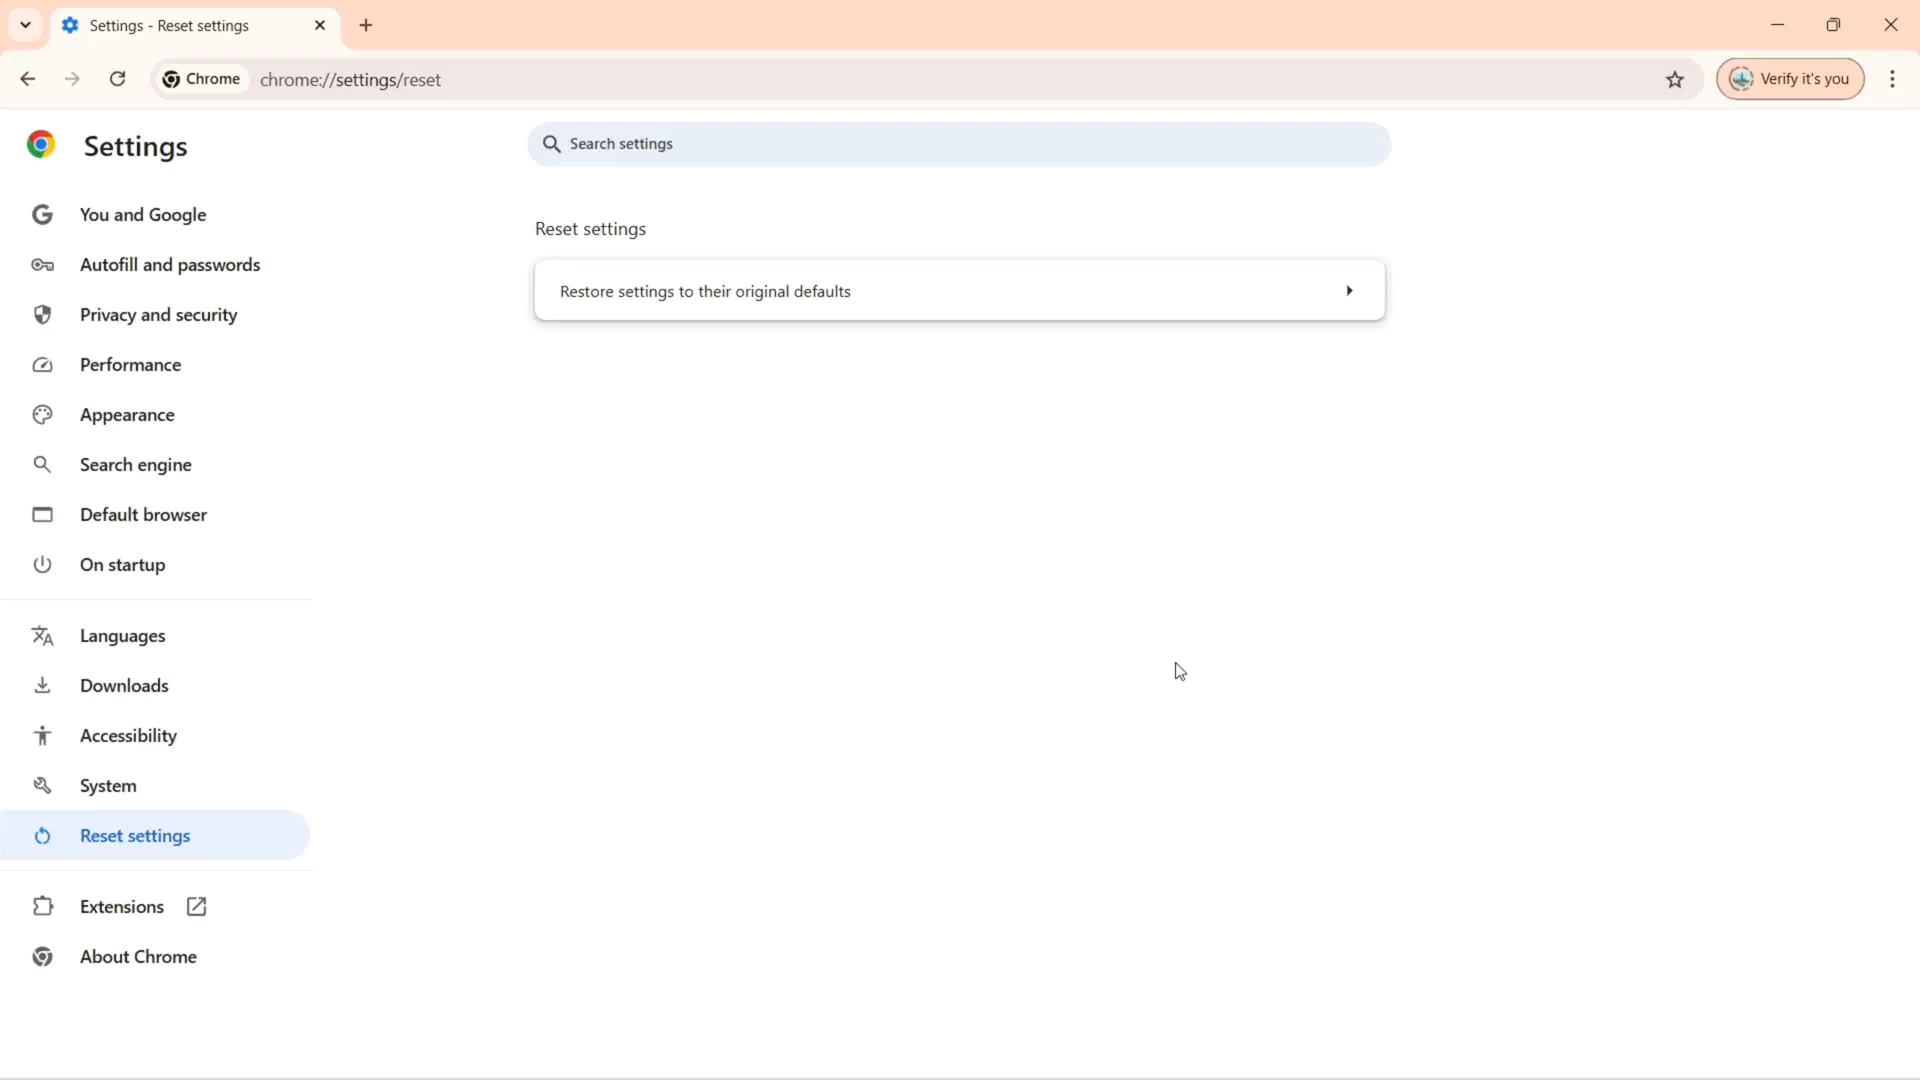 Settings - Reset settings
Chrome
chrome://settings/reset
Verify it's you
Settings
Search settings
You and Google
Autofill and passwords
Privacy and security
Performance
Appearance
Search engine
Default browser
On startup
Languages
Downloads
Accessibility
System
Reset settings
Extensions
About Chrome
Reset settings
Restore settings to their original defaults